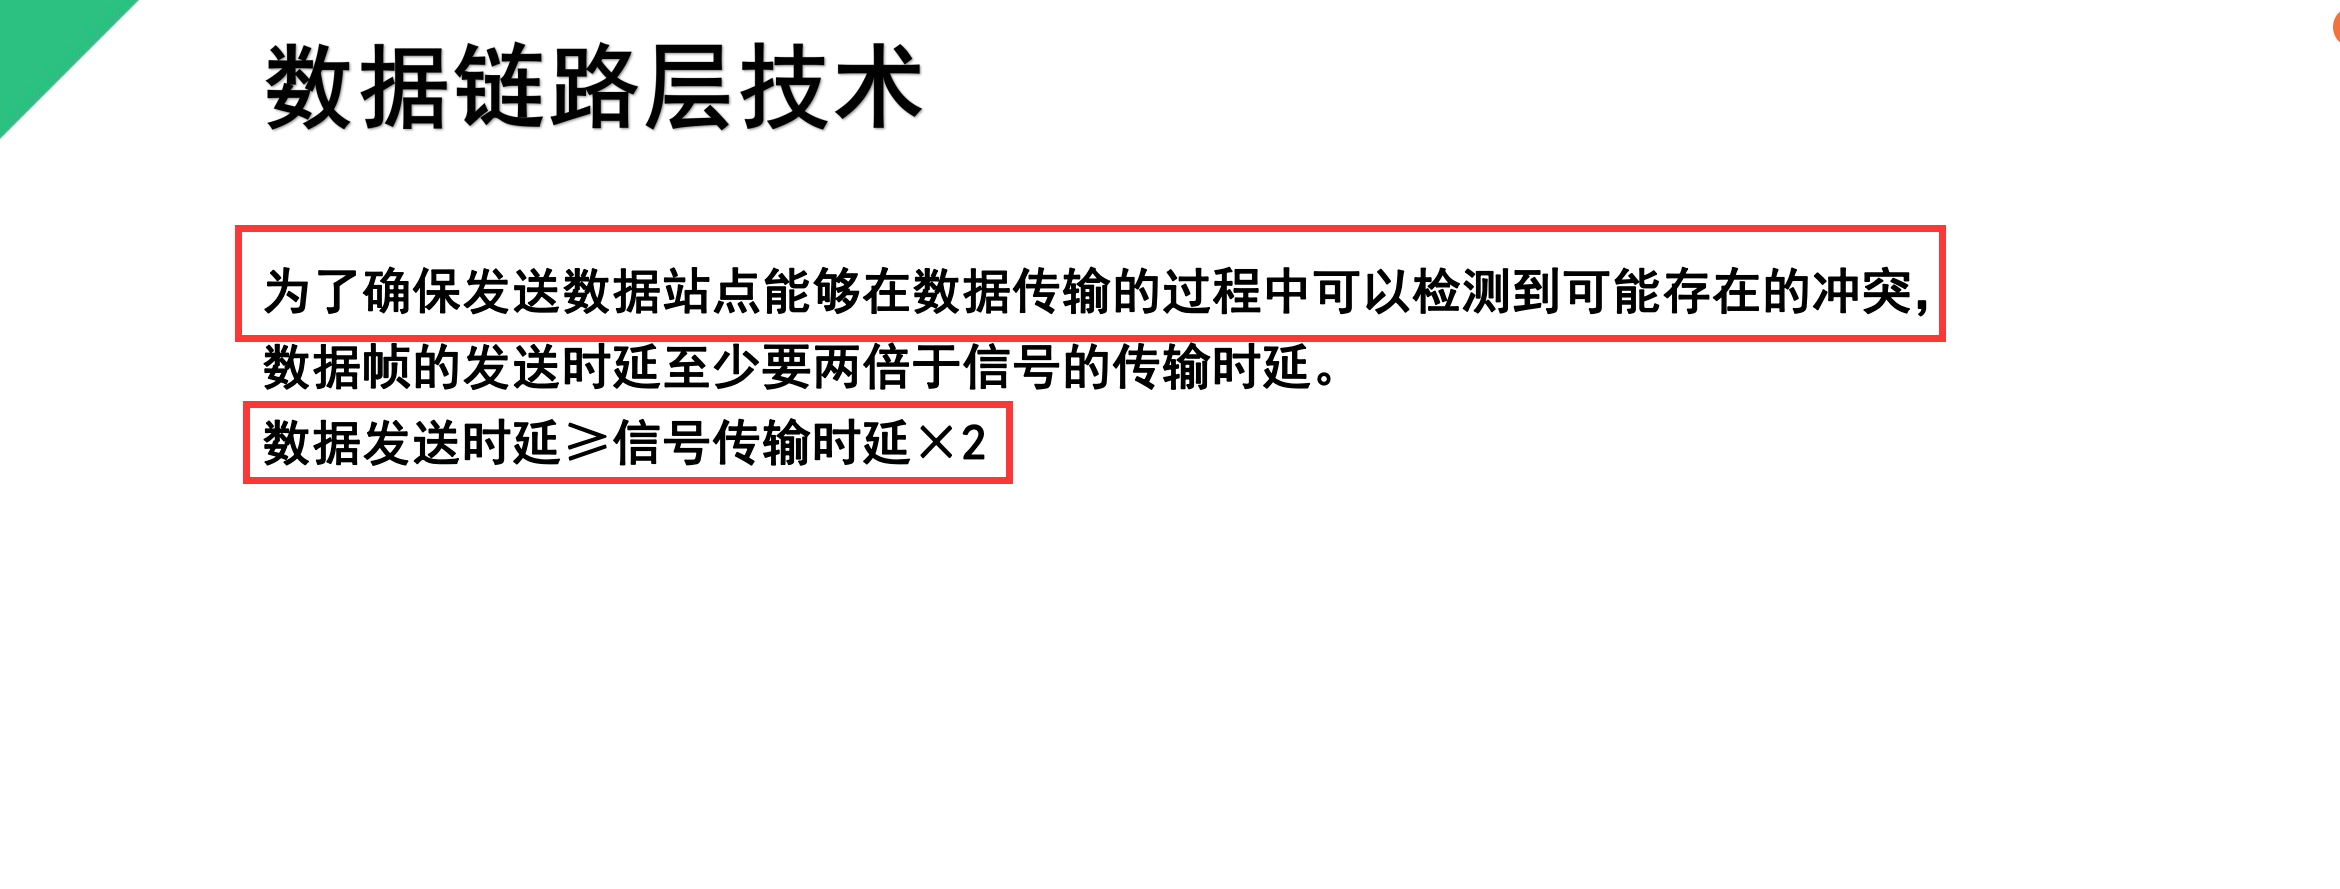 数据链路层技术
为了确保发送数据站点能够在数据传输的过程中可以检测到可能存在的冲突，
数据帧的发送时延至少要两倍于信号的传输时延。
数据发送时延≥信号传输时延×2